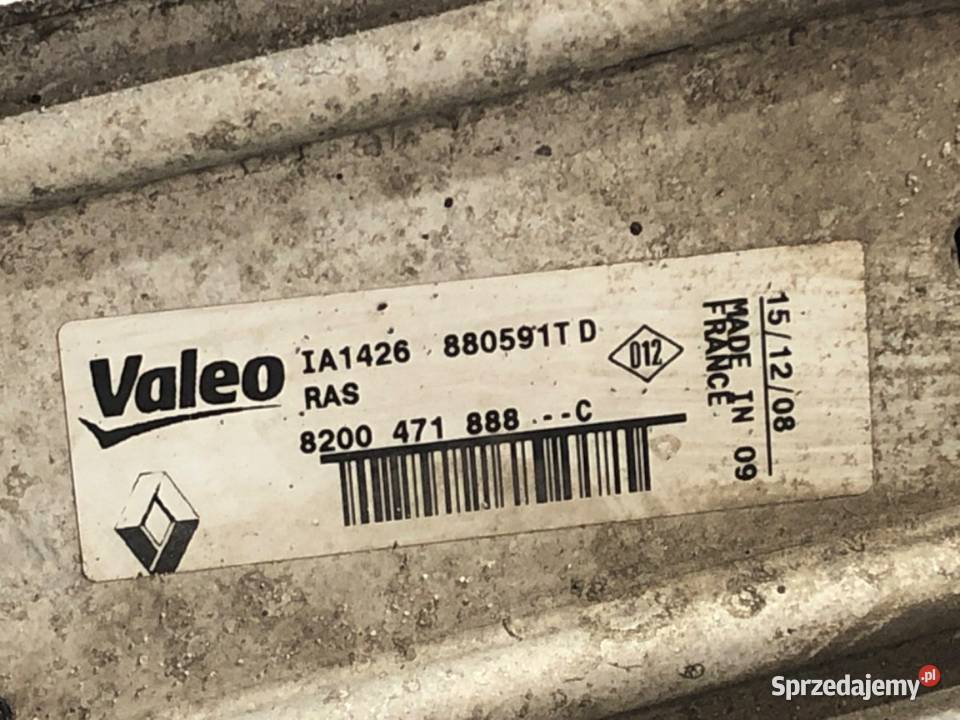 Valeo
IA1426 880591T D
RAS
8200 471 888 --C
012
15/12/08
MADE IN 09
FRANCE
Sprzedajemy.pl